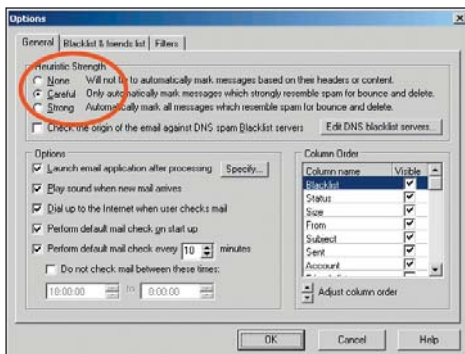 Options
General Blacklist & friends list Filters
Heuristic Strength
None Will not try to automatically mark messages based on their headers or content.
Careful Only automatically mark messages which strongly resemble spam for bounce and delete.
Strong Automatically mark all messages which resemble spam for bounce and delete.
Check the origin of the email against DNS spam Blacklist servers Edit DNS blacklist servers...
Options
Launch email application after processing Specify...
Play sound when new mail arrives
Dial up to the Internet when user checks mail
Perform default mail check on start up
Perform default mail check every 10 minutes
Do not check mail between these times:
18:00:00 to 8:00:00
Column Order
Column name Visible
Blacklist
Status
Size
From
Subject
Sent
Account
Adjust column order
OK Cancel Help